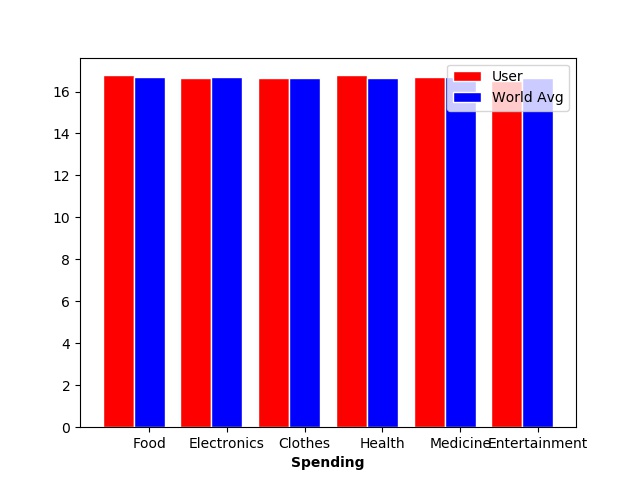 User
World Avg
16
14
12
10
8
6
4
2
0
Food Electronics Clothes Health Medicine Entertainment
Spending